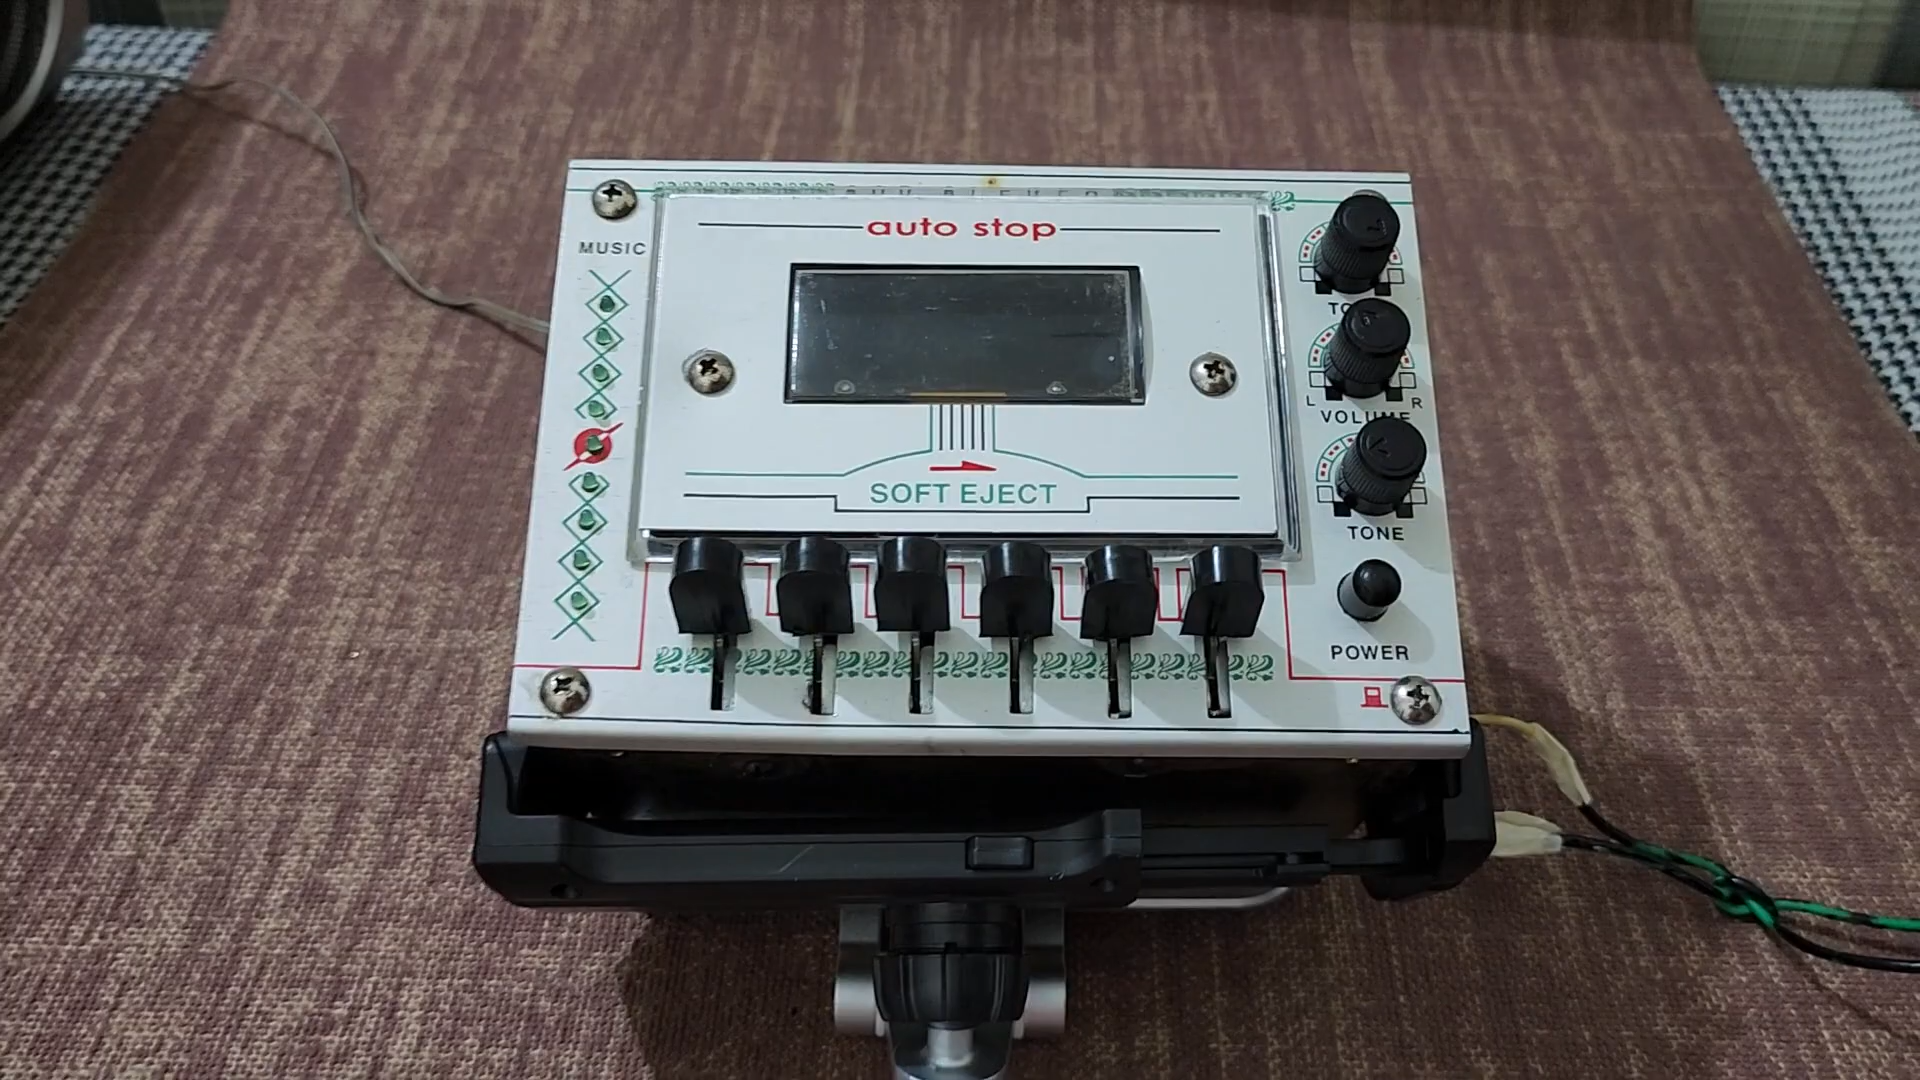 auto stop
MUSIC
L
R
VOLUME
SOFT EJECT
TONE
POWER